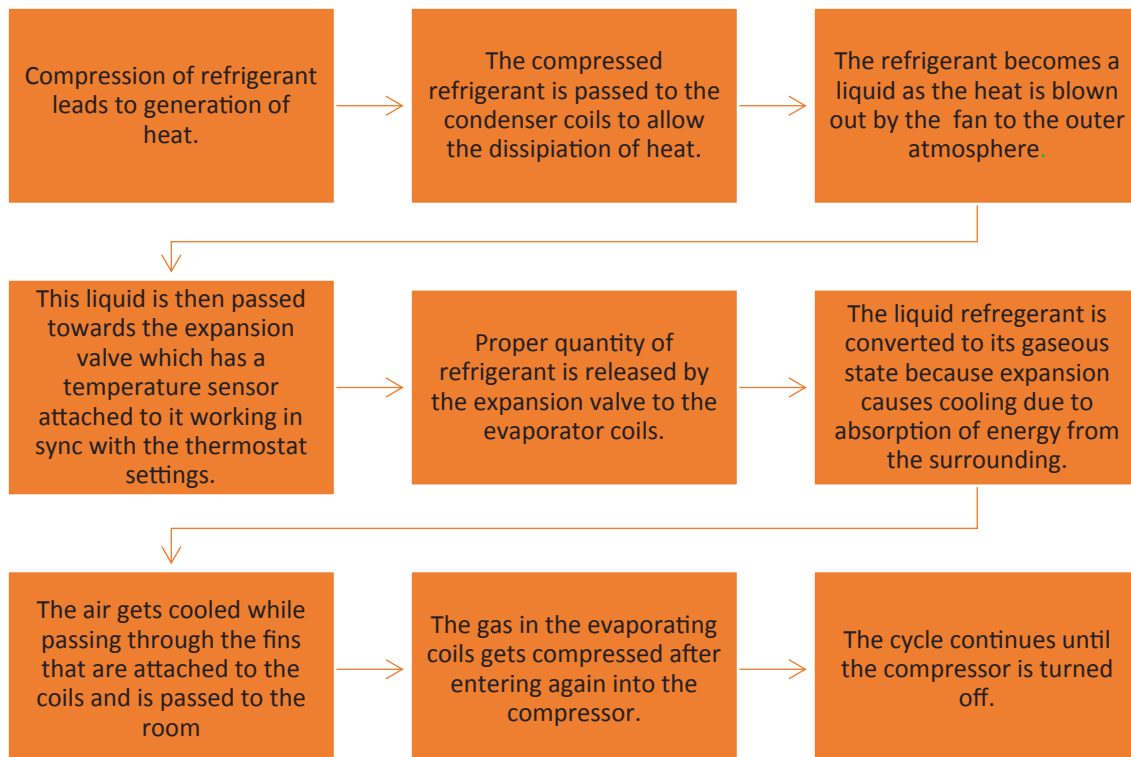 Compression of refrigerant
leads to generation of
heat.
The compressed
refrigerant is passed to the
condenser coils to allow
the dissipiation of heat.
The refrigerant becomes a
liquid as the heat is blown
out by the  fan to the outer
atmosphere.
This liquid is then passed
towards the expansion
valve which has a
temperature sensor
attached to it working in
sync with the thermostat
settings.
Proper quantity of
refrigerant is released by
the expansion valve to the
evaporator coils.
The liquid refregerant is
converted to its gaseous
state because expansion
causes cooling due to
absorption of energy from
the surrounding.
The air gets cooled while
passing through the fins
that are attached to the
coils and is passed to the
room
The gas in the evaporating
coils gets compressed after
entering again into the
compressor.
The cycle continues until
the compressor is turned
off.